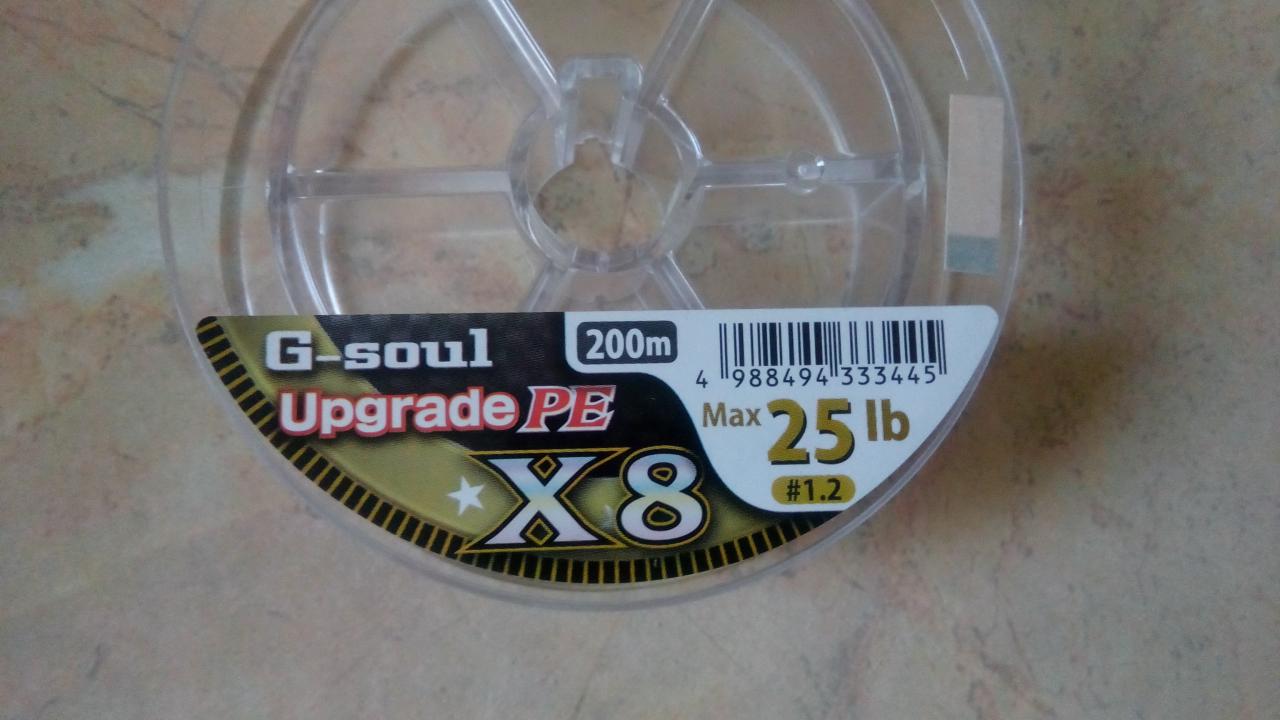 G-soul
Upgrade PE
X8
200m
4 988494 333445
Max 25 lb
#1.2